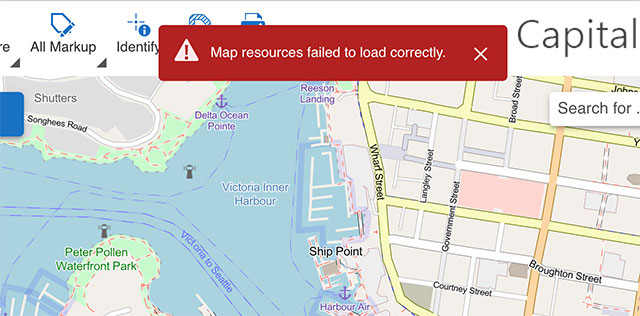 re
All Markup
Identify
Map resources failed to load correctly.
Capital
Shutters
Songhees Road
Delta Ocean
Pointe
Reeson
Landing
John
Search for ..
Broad Street
Wharf Street
Langley Street
Government Street
Victoria Inner
Harbour
Victoria to Seattle
Peter Pollen
Waterfront Park
Ship Point
Broughton Street
Courtney Street
Harbour Air